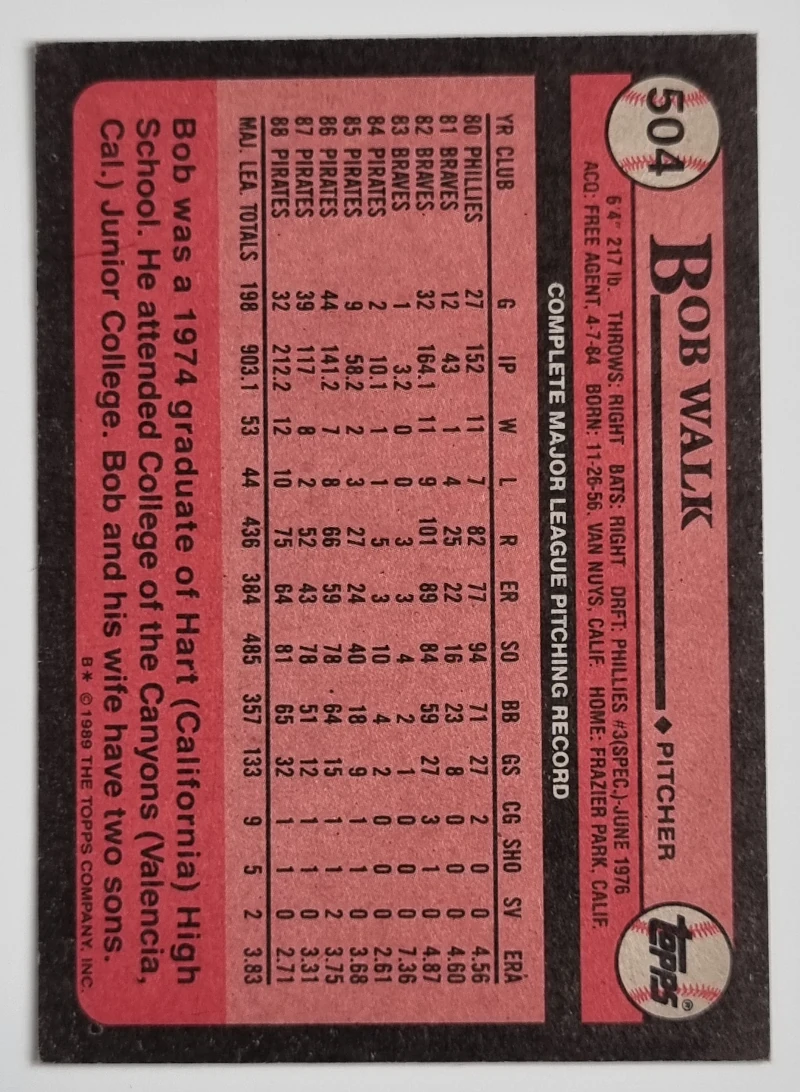 504
BOB WALK ◆ PITCHER
TOPPS®
6'4" 217 lb. THROWS: RIGHT BATS: RIGHT DRFT: PHILLIES #3(SPEC.)-JUNE 1976
ACQ: FREE AGENT, 4-7-84 BORN: 11-26-56, VAN NUYS, CALIF. HOME: FRAZIER PARK, CALIF.
COMPLETE MAJOR LEAGUE PITCHING RECORD
YR CLUB G IP W L R ER SO BB GS CG SHO SV ERA
80 PHILLIES 27 152 11 7 82 77 94 71 27 2 0 0 4.56
81 BRAVES 12 43 1 4 25 22 16 23 8 0 0 0 4.60
82 BRAVES 32 164.1 11 9 101 89 84 59 27 3 1 0 4.87
83 BRAVES 1 3.2 0 0 3 3 4 2 1 0 0 0 7.36
84 PIRATES 2 10.1 1 1 5 3 10 4 2 0 0 0 2.61
85 PIRATES 9 58.2 2 3 27 24 40 18 9 1 1 0 3.68
86 PIRATES 44 141.2 7 8 66 59 78 64 15 1 1 2 3.75
87 PIRATES 39 117 8 2 52 43 78 51 12 1 1 0 3.31
88 PIRATES 32 212.2 12 10 75 64 81 65 32 1 1 0 2.71
MAJ. LEA. TOTALS 198 903.1 53 44 436 384 485 357 133 9 5 2 3.83
Bob was a 1974 graduate of Hart (California) High
School. He attended College of the Canyons (Valencia,
Cal.) Junior College. Bob and his wife have two sons.
B* © 1989 THE TOPPS COMPANY, INC.